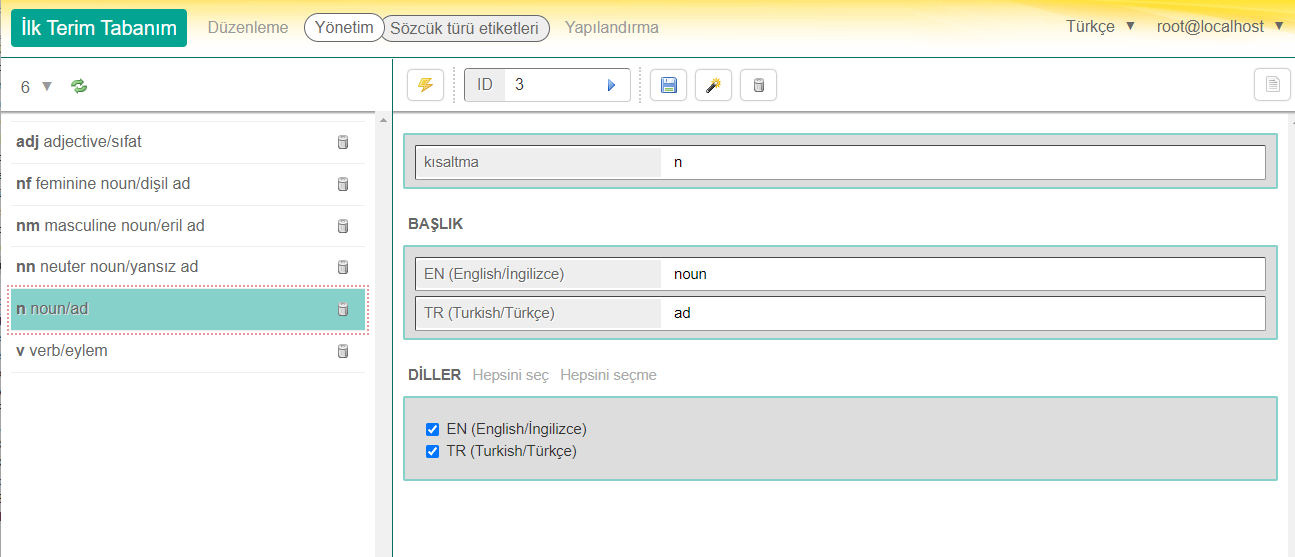 İlk Terim Tabanım Düzenleme Yönetim Sözcük türü etiketleri Yapılandırma Türkçe ▼ root@localhost ▼
6 ▼ ID 3
adj adjective/sıfat
nf feminine noun/dişil ad
nm masculine noun/eril ad
nn neuter noun/yansız ad
n noun/ad
v verb/eylem
kısaltma n
BAŞLIK
EN (English/İngilizce) noun
TR (Turkish/Türkçe) ad
DİLLER Hepsini seç Hepsini seçme
EN (English/İngilizce)
TR (Turkish/Türkçe)